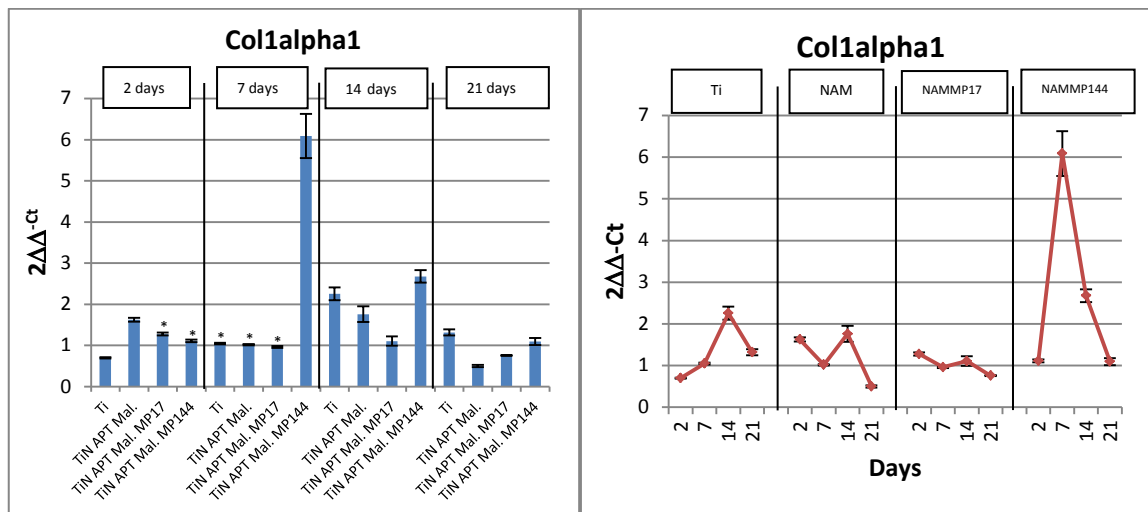 Col1alpha1
2 days 7 days 14 days 21 days
7
6
5
4
3
2
1
0
2ΔΔ-Ct
* * * * *
Ti
TiN APT Mal.
TiN APT Mal. MP17
TiN APT Mal. MP144
Ti
TiN APT Mal.
TiN APT Mal. MP17
TiN APT Mal. MP144
Ti
TiN APT Mal.
TiN APT Mal. MP17
TiN APT Mal. MP144
Ti
TiN APT Mal.
TiN APT Mal. MP17
TiN APT Mal. MP144
Col1alpha1
Ti NAM NAMMP17 NAMMP144
7
6
5
4
3
2
1
0
2ΔΔ-Ct
2 7 14 21 2 7 14 21 2 7 14 21 2 7 14 21
Days